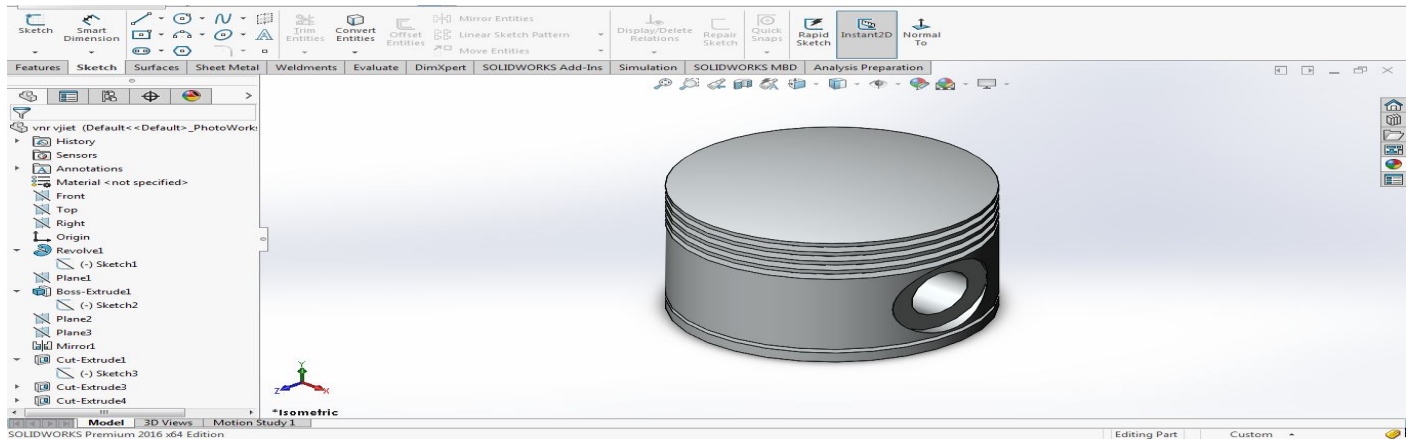 Sketch
Smart Dimension
Trim Entities
Convert Entities
Offset Entities
Mirror Entities
Linear Sketch Pattern
Move Entities
Display/Delete Relations
Repair Sketch
Quick Snaps
Rapid Sketch
Instant2D
Normal To
Features Sketch Surfaces Sheet Metal Weldments Evaluate DimXpert SOLIDWORKS Add-Ins Simulation SOLIDWORKS MBD Analysis Preparation
vnr vjiet (Default<<Default>_PhotoWork
History
Sensors
Annotations
Material <not specified>
Front
Top
Right
Origin
Revolve1
(-) Sketch1
Plane1
Boss-Extrude1
(-) Sketch2
Plane2
Plane3
Mirror1
Cut-Extrude1
(-) Sketch3
Cut-Extrude3
Cut-Extrude4
Y
Z X
*Isometric
Model 3D Views Motion Study 1
SOLIDWORKS Premium 2016 x64 Edition Editing Part Custom